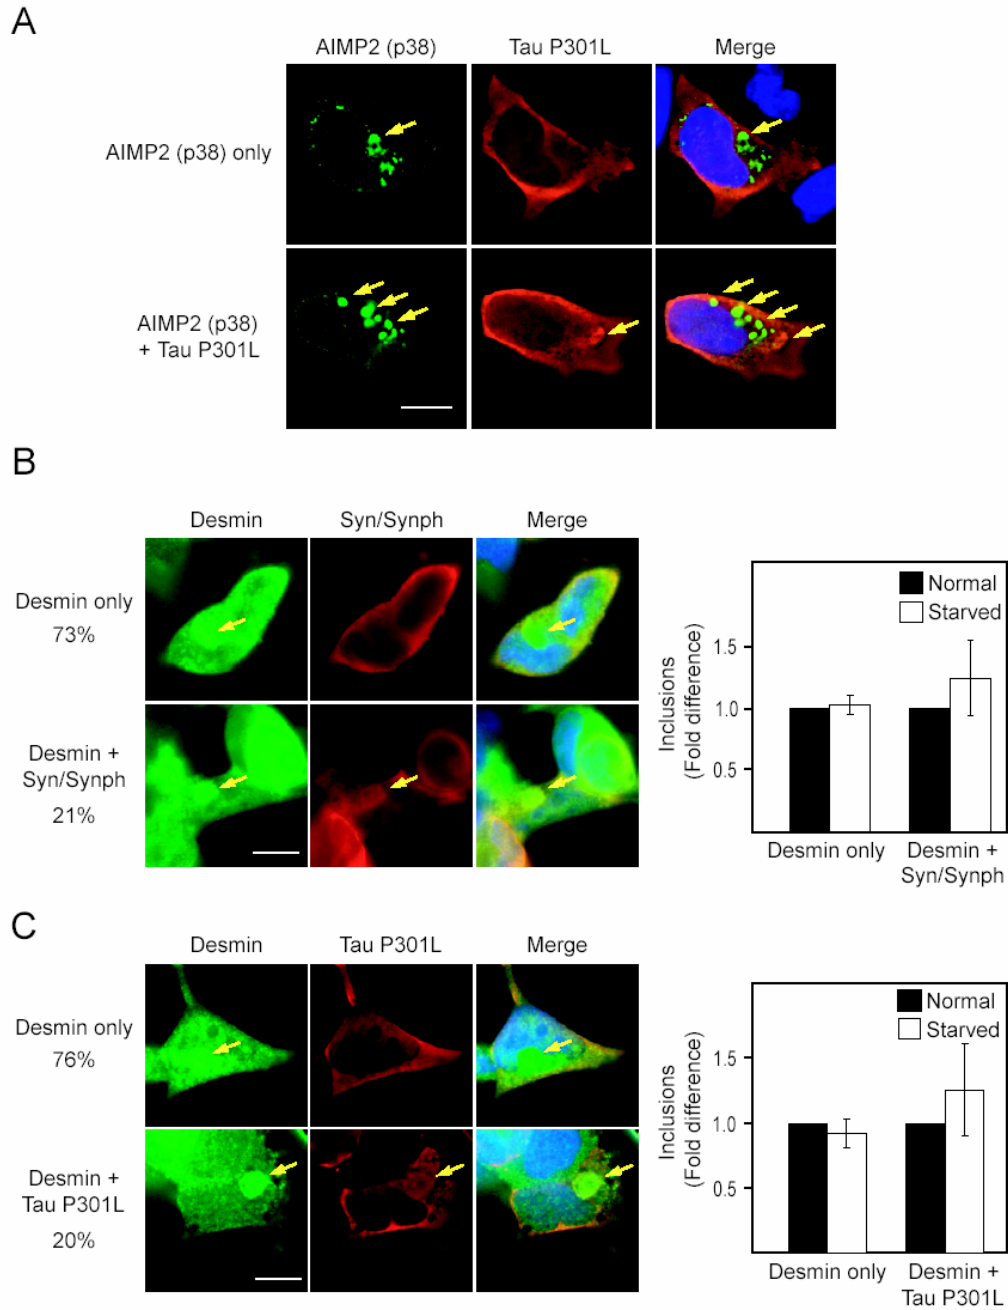 A
AIMP2 (p38)
Tau P301L
Merge
AIMP2 (p38) only
AIMP2 (p38)
+ Tau P301L
B
Desmin
Syn/Synph
Merge
Desmin only
73%
Desmin +
Syn/Synph
21%
Normal
Starved
Inclusions
(Fold difference)
1.5
1.0
0.5
Desmin only
Desmin +
Syn/Synph
C
Desmin
Tau P301L
Merge
Desmin only
76%
Desmin +
Tau P301L
20%
Normal
Starved
Inclusions
(Fold difference)
1.5
1.0
0.5
Desmin only
Desmin +
Tau P301L